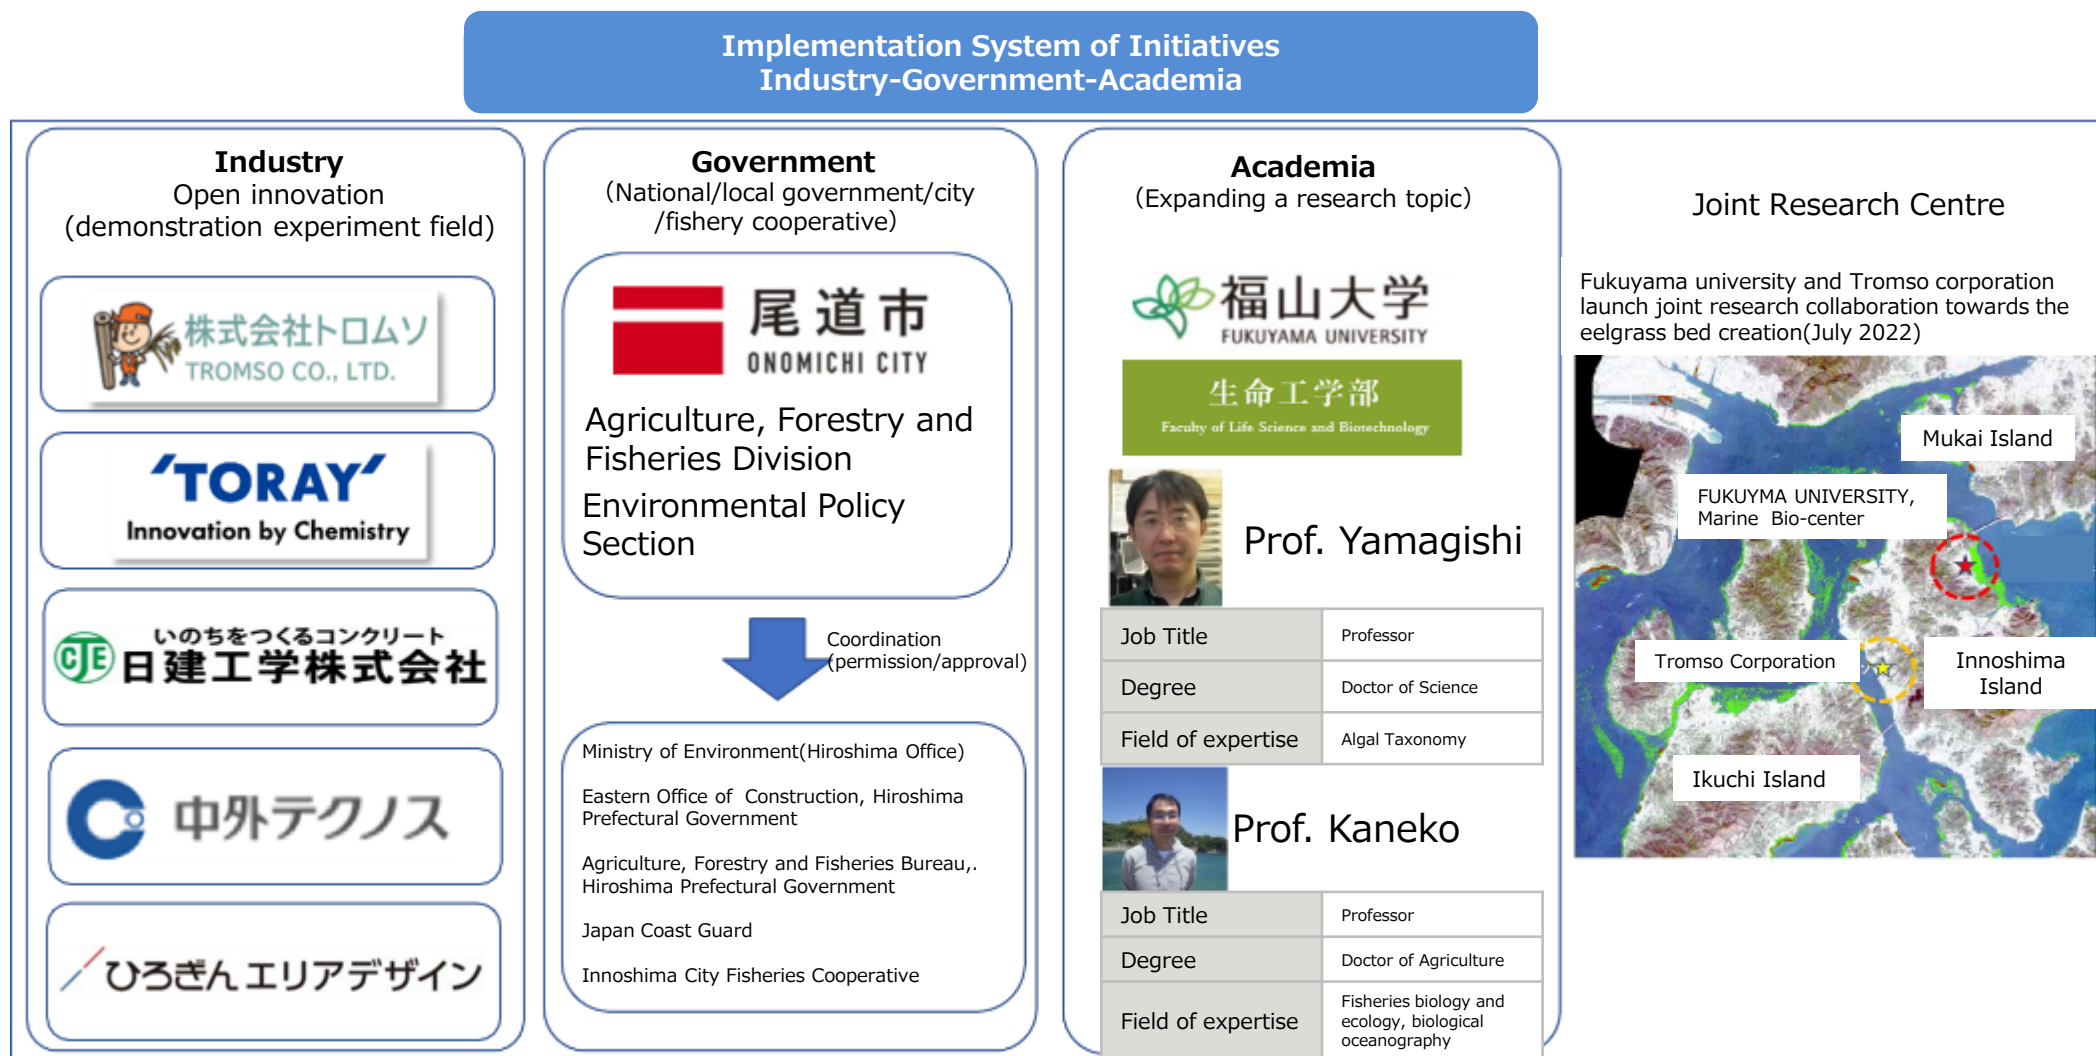 Implementation System of Initiatives
Industry-Government-Academia
Industry
Open innovation
(demonstration experiment field)
株式会社トロムソ
TROMSO CO., LTD.
'TORAY'
Innovation by Chemistry
いのちをつくるコンクリート
CJE 日建工学株式会社
中外テクノス
ひろぎんエリアデザイン
Government
（National/local government/city
/fishery cooperative）
尾道市
ONOMICHI CITY
Agriculture, Forestry and
Fisheries Division
Environmental Policy
Section
Coordination
(permission/approval)
Ministry of Environment(Hiroshima Office)
Eastern Office of  Construction, Hiroshima
Prefectural Government
Agriculture, Forestry and Fisheries Bureau,.
Hiroshima Prefectural Government
Japan Coast Guard
Innoshima City Fisheries Cooperative
Academia
（Expanding a research topic）
福山大学
FUKUYAMA UNIVERSITY
生命工学部
Faculty of Life Science and Biotechnology
Prof. Yamagishi
Job Title Professor
Degree Doctor of Science
Field of expertise Algal Taxonomy
Prof. Kaneko
Job Title Professor
Degree Doctor of Agriculture
Field of expertise Fisheries biology and
ecology, biological
oceanography
Joint Research Centre
Fukuyama university and Tromso corporation
launch joint research collaboration towards the
eelgrass bed creation(July 2022)
Mukai Island
FUKUYMA UNIVERSITY,
Marine  Bio-center
Tromso Corporation
Innoshima
Island
Ikuchi Island